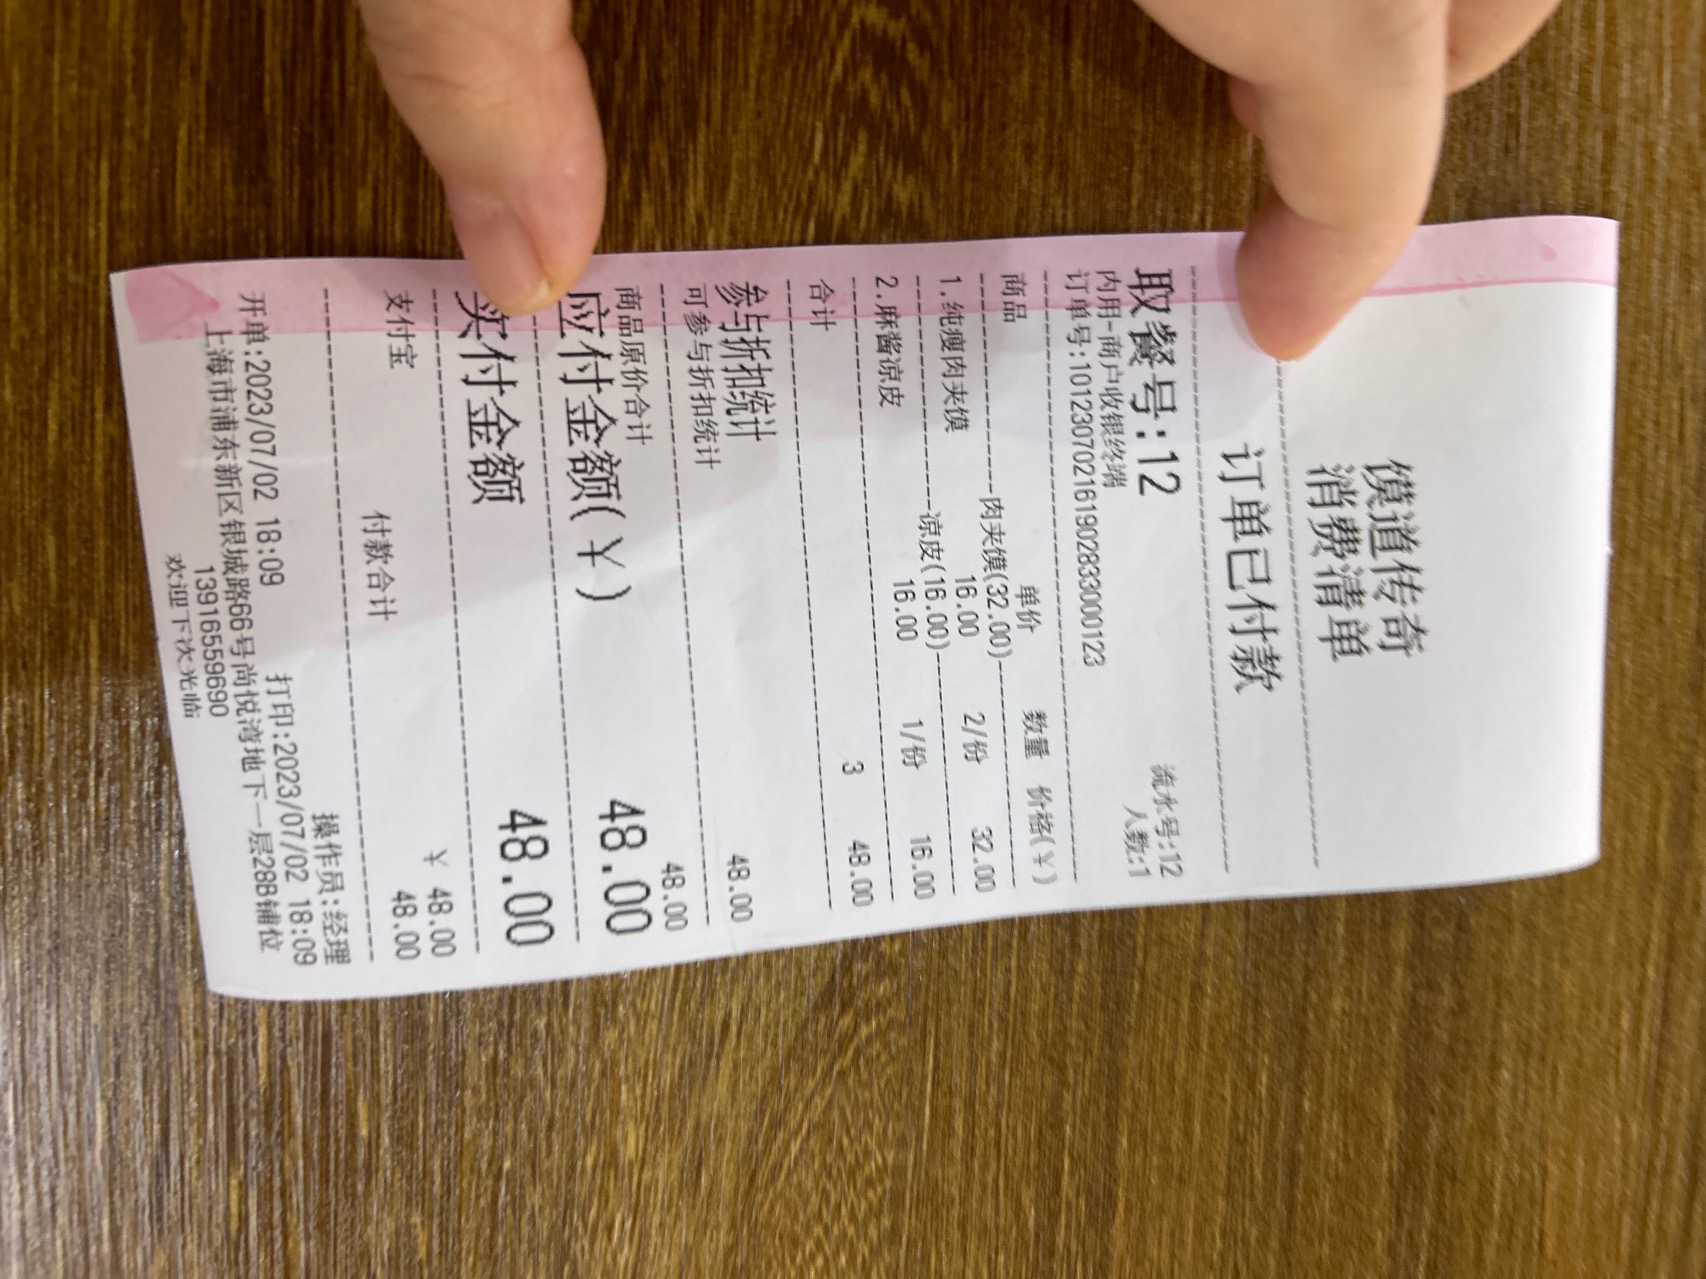 馍道传奇
消费清单
订单已付款
取餐号:12
流水号:12
内用-商户收银终端 人数:1
订单号:101230702161902833000123
商品 单价 数量 价格(¥)
肉夹馍(32.00)
1.纯瘦肉夹馍 16.00 2/份 32.00
凉皮(16.00)
2.麻酱凉皮 16.00 1/份 16.00
合计 3 48.00
参与折扣统计
可参与折扣统计 48.00
商品原价合计 48.00
应付金额(¥) 48.00
实付金额 48.00
支付宝 ¥ 48.00
付款合计 48.00
操作员:经理
开单:2023/07/02 18:09 打印:2023/07/02 18:09
上海市浦东新区银城路66号尚悦湾地下一层28B铺位
13916559690
欢迎下次光临